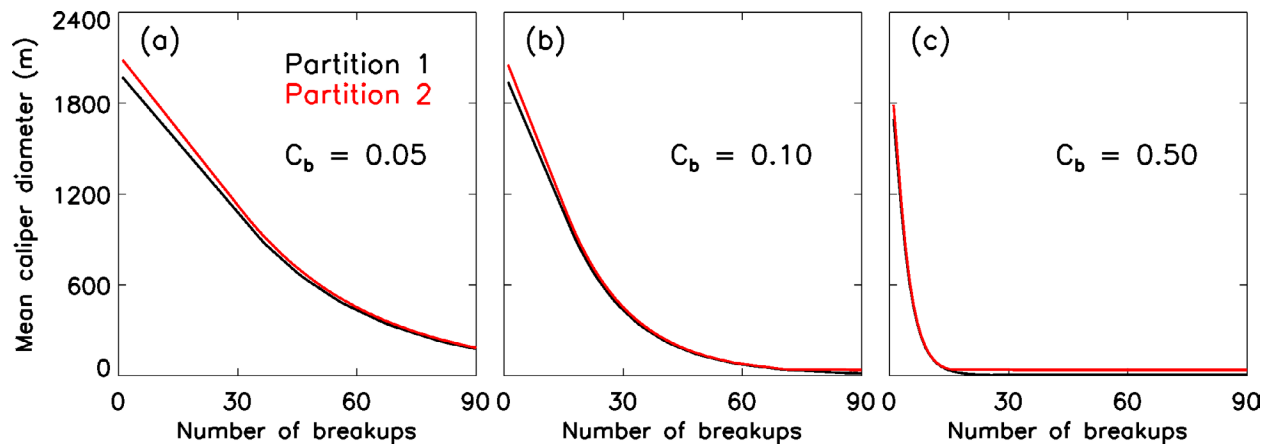 Mean caliper diameter (m)
2400
1800
1200
600
0
(a)
Partition 1
Partition 2
C_b = 0.05
0 30 60 90
Number of breakups
(b)
C_b = 0.10
0 30 60 90
Number of breakups
(c)
C_b = 0.50
0 30 60 90
Number of breakups